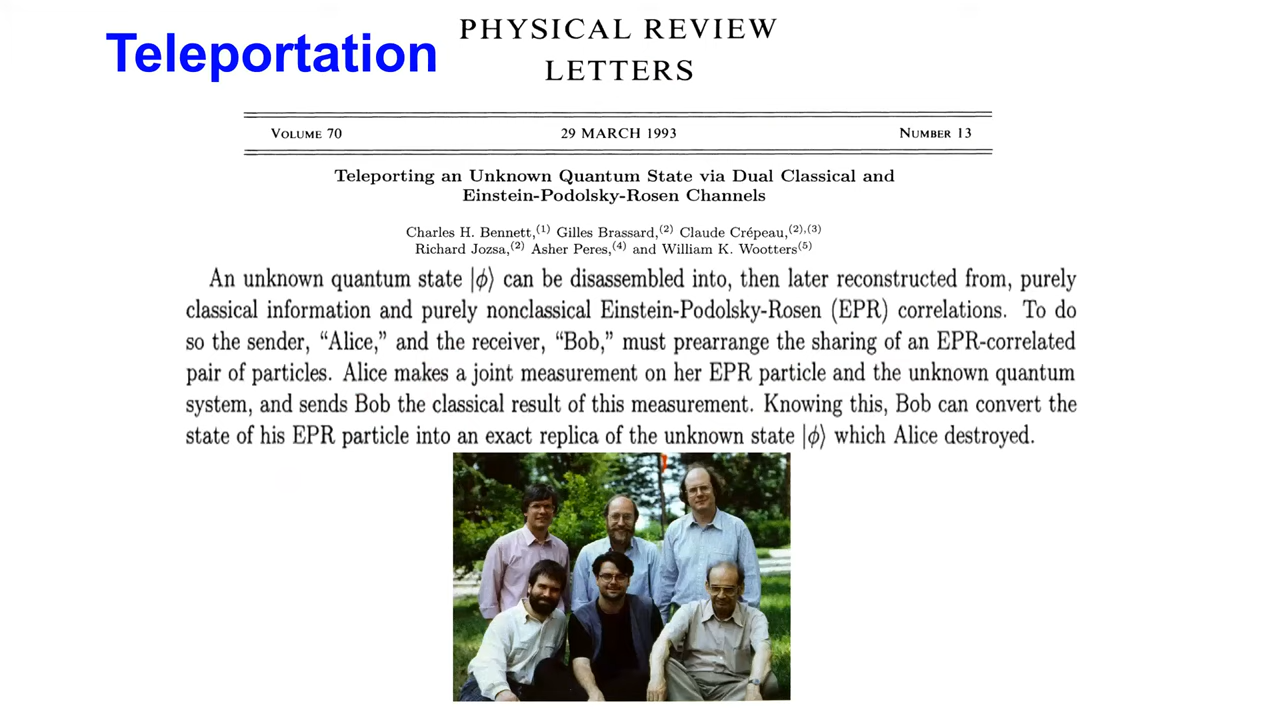 Teleportation
PHYSICAL REVIEW
LETTERS
VOLUME 70 29 MARCH 1993 NUMBER 13
Teleporting an Unknown Quantum State via Dual Classical and
Einstein-Podolsky-Rosen Channels
Charles H. Bennett,(1) Gilles Brassard,(2) Claude Crépeau,(2),(3)
Richard Jozsa,(2) Asher Peres,(4) and William K. Wootters(5)
An unknown quantum state |ϕ⟩ can be disassembled into, then later reconstructed from, purely
classical information and purely nonclassical Einstein-Podolsky-Rosen (EPR) correlations. To do
so the sender, “Alice,” and the receiver, “Bob,” must prearrange the sharing of an EPR-correlated
pair of particles. Alice makes a joint measurement on her EPR particle and the unknown quantum
system, and sends Bob the classical result of this measurement. Knowing this, Bob can convert the
state of his EPR particle into an exact replica of the unknown state |ϕ⟩ which Alice destroyed.